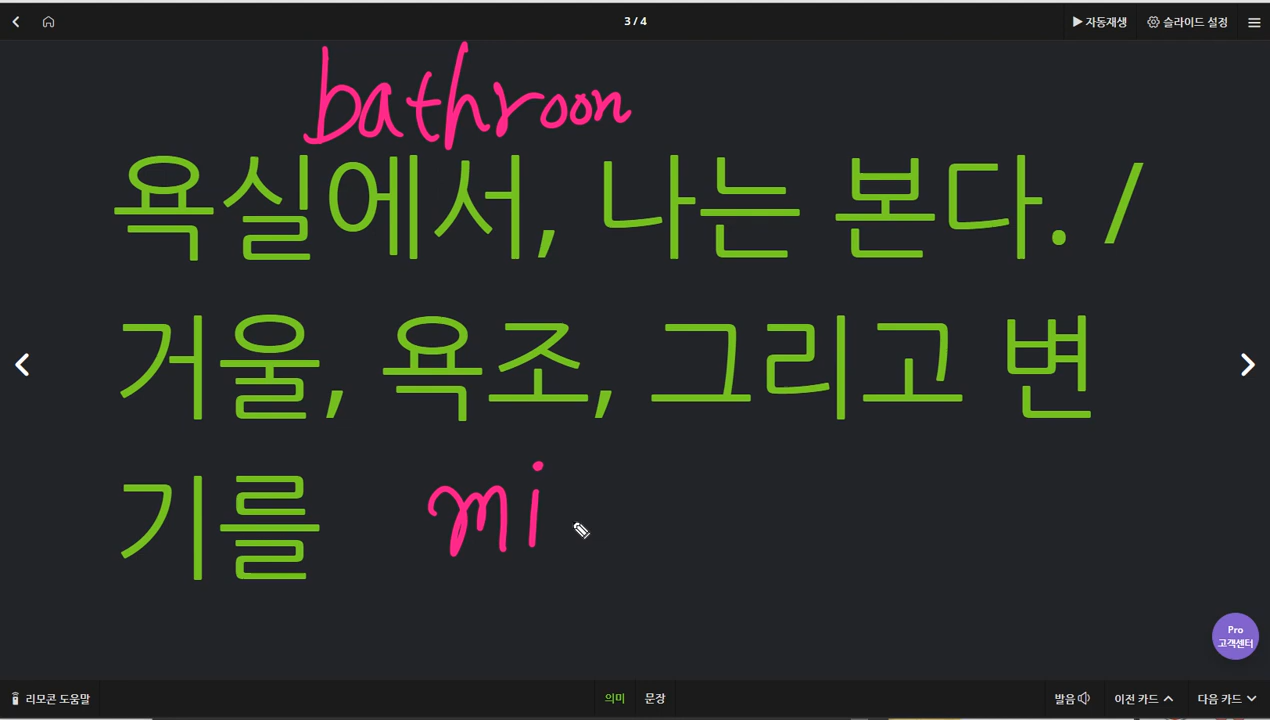 3 / 4
▶ 자동재생
슬라이드 설정
bathroon
욕실에서, 나는 본다. /
거울, 욕조, 그리고 변
기를
mi
Pro
고객센터
리모콘 도움말
의미
문장
발음
이전 카드
다음 카드